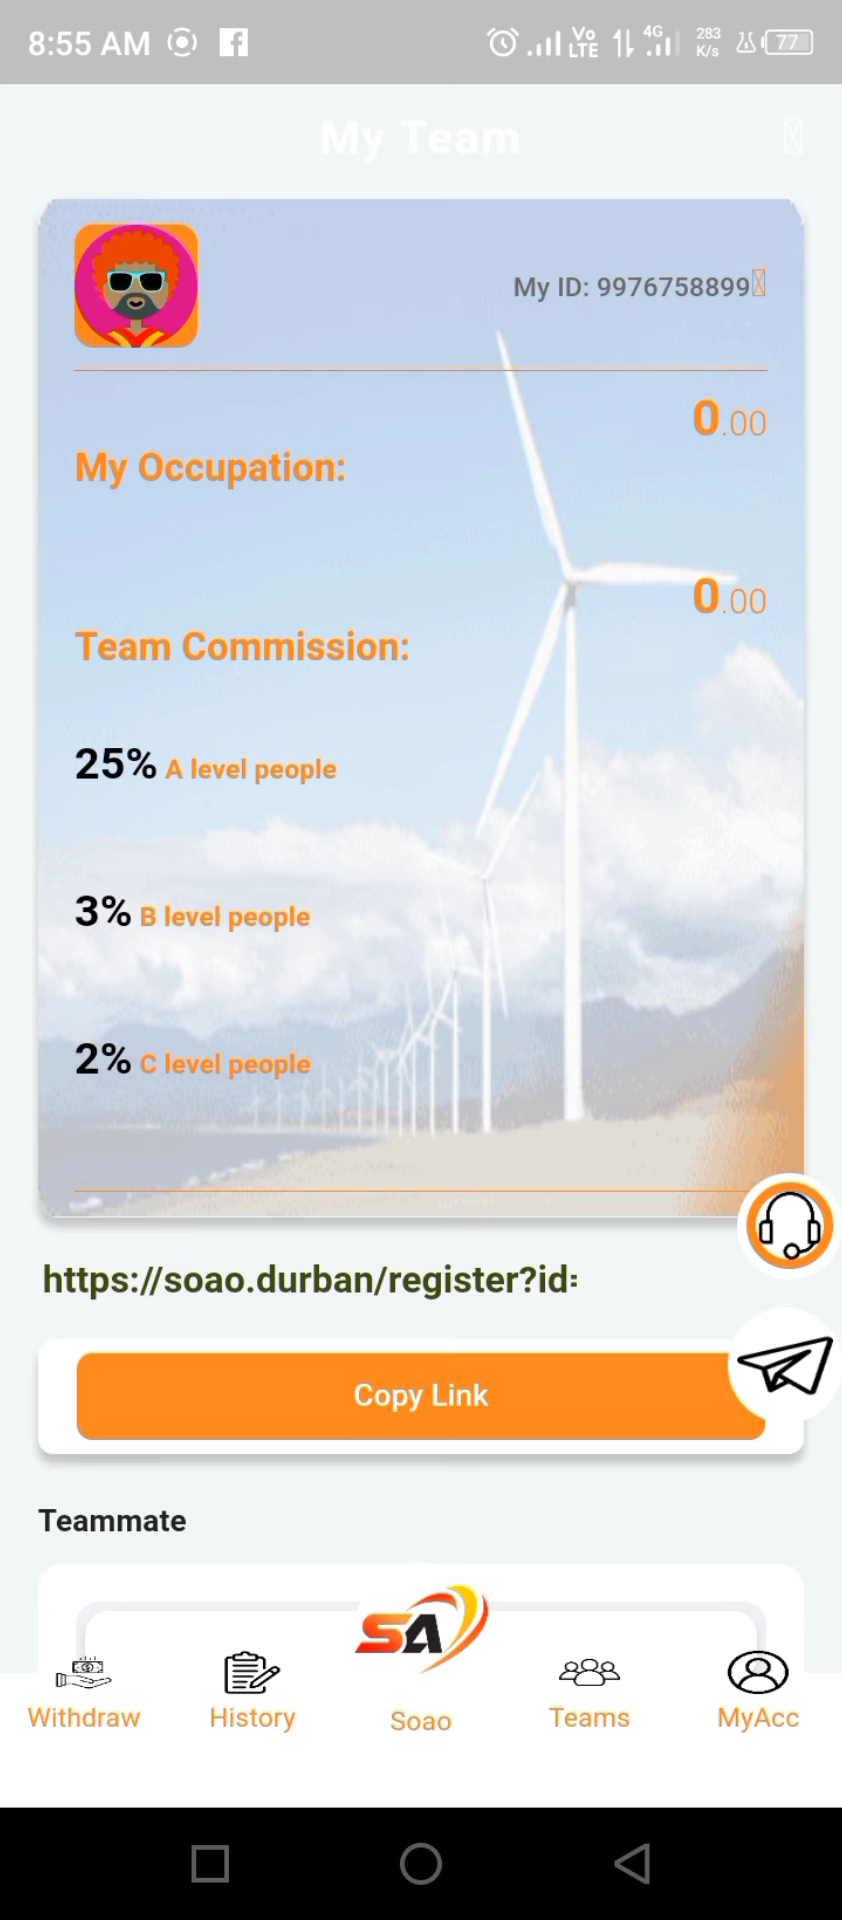 8:55 AM
Vo LTE 4G 283 K/s 77
My Team
My ID: 9976758899
0.00
My Occupation:
0.00
Team Commission:
25% A level people
3% B level people
2% C level people
https://soao.durban/register?id=
Copy Link
Teammate
SA
Withdraw History Soao Teams MyAcc